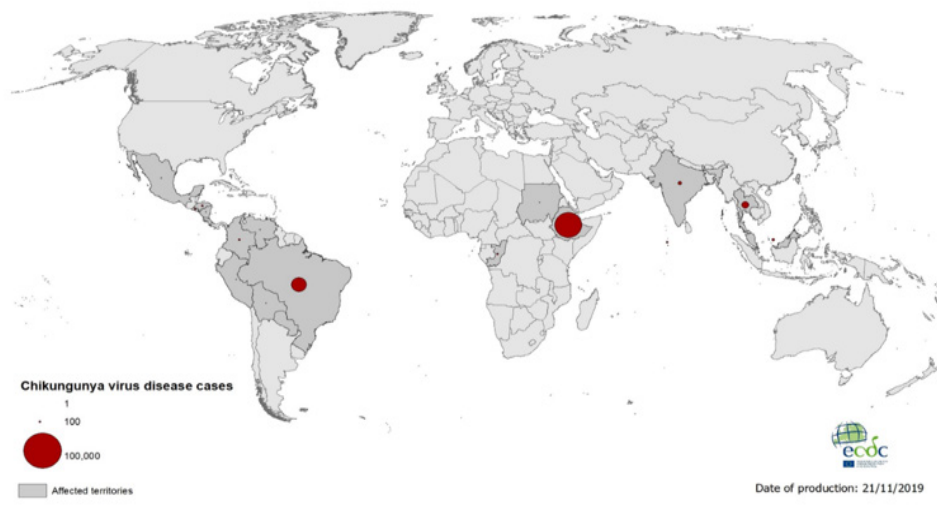 Chikungunya virus disease cases
1
100
100,000
Affected territories
ecdc
Date of production: 21/11/2019